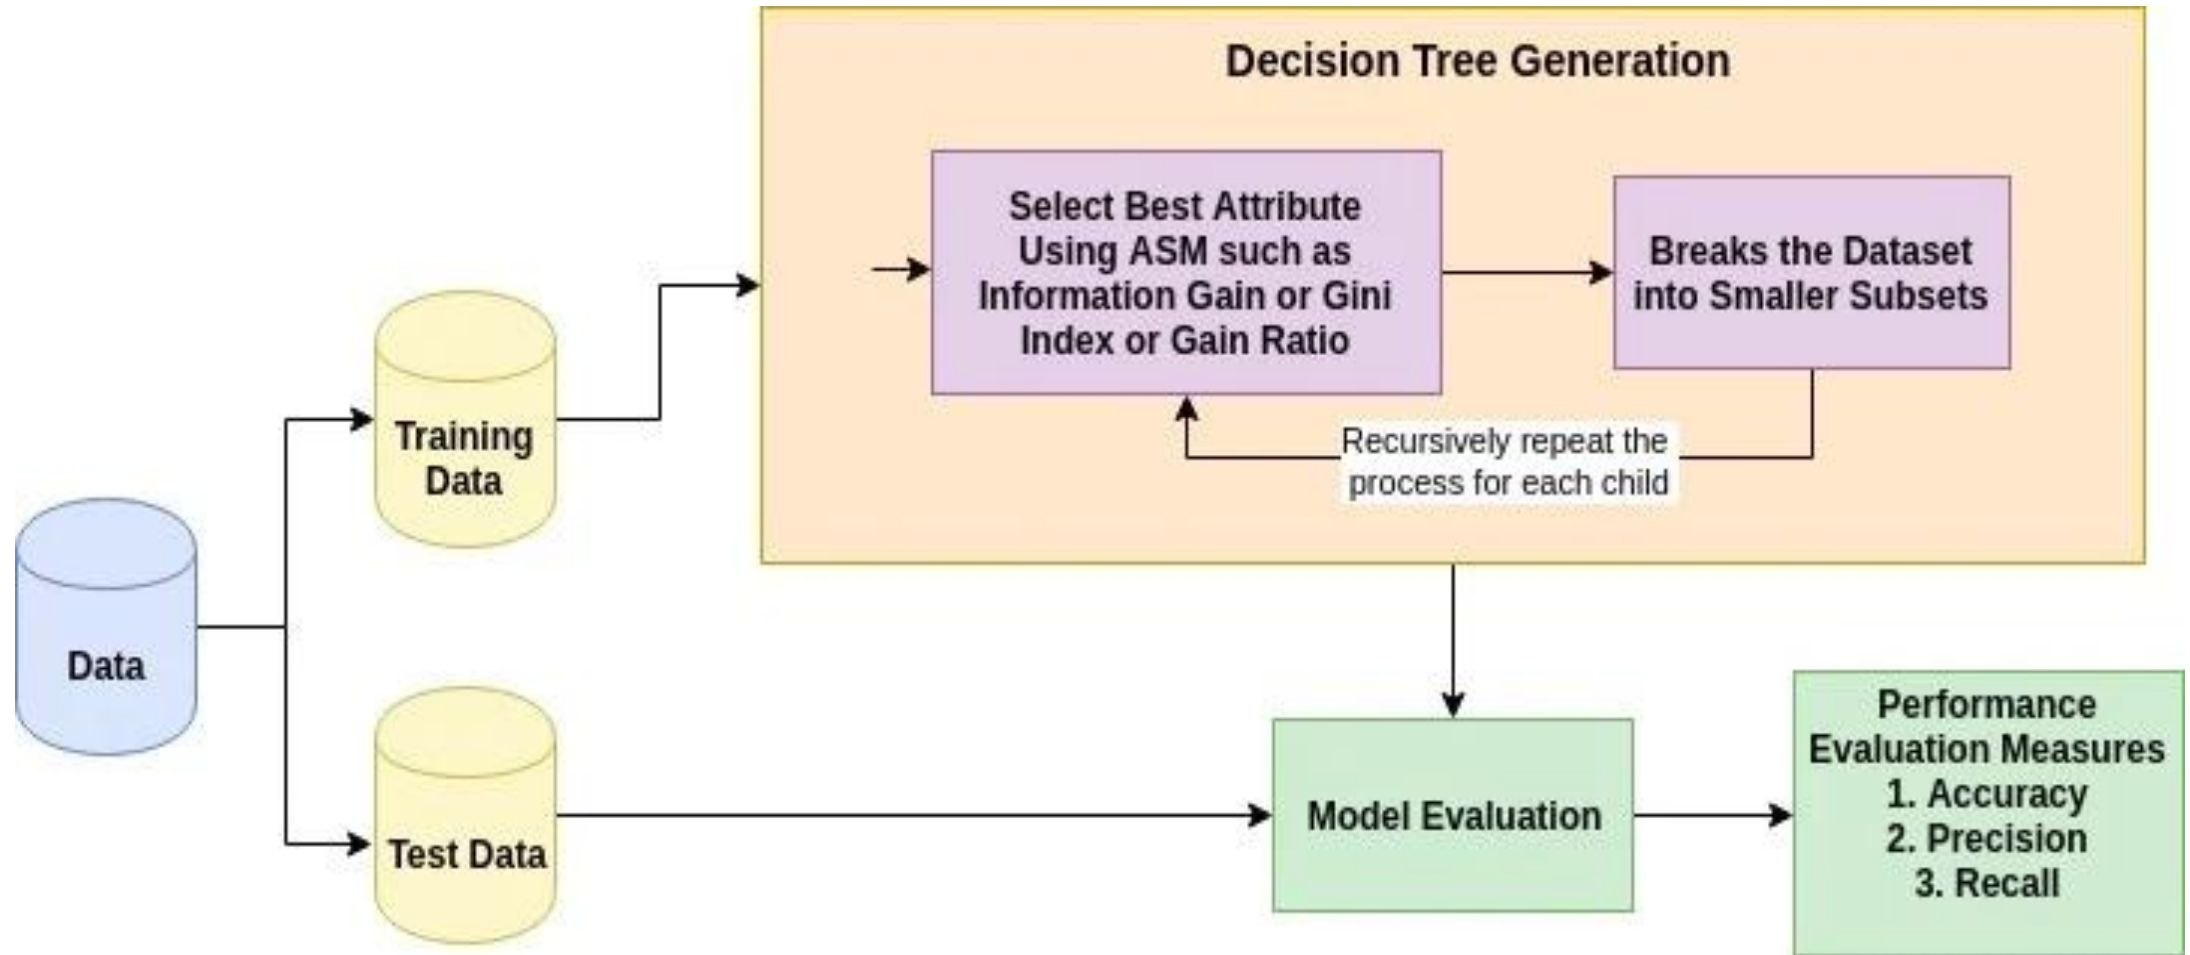 Decision Tree Generation
Select Best Attribute
Using ASM such as
Information Gain or Gini
Index or Gain Ratio
Breaks the Dataset
into Smaller Subsets
Recursively repeat the
process for each child
Training
Data
Data
Test Data
Model Evaluation
Performance
Evaluation Measures
1. Accuracy
2. Precision
3. Recall